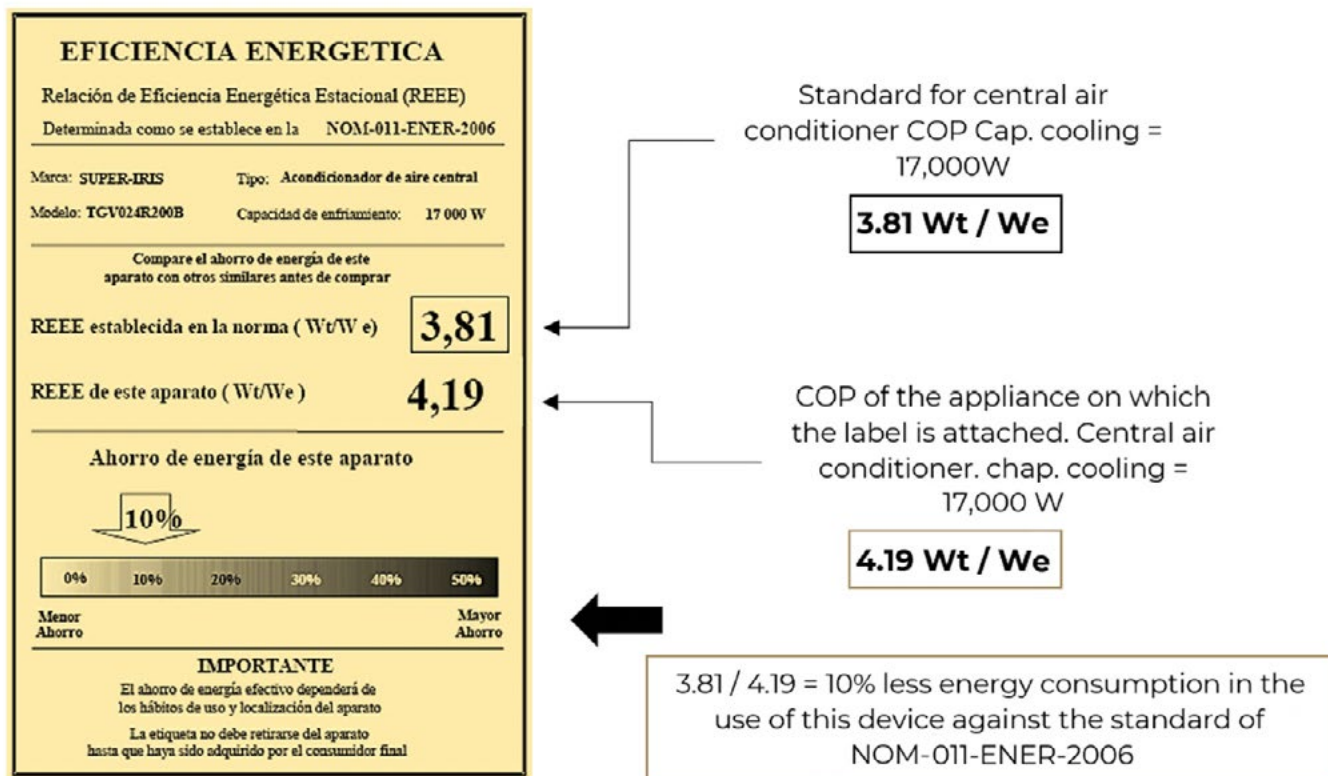 EFICIENCIA ENERGETICA
Relación de Eficiencia Energética Estacional (REEE)
Determinada como se establece en la NOM-011-ENER-2006
Marca: SUPER-IRIS Tipo: Acondicionador de aire central
Modelo: TGV024R200B Capacidad de enfriamiento: 17 000 W
Compare el ahorro de energía de este
aparato con otros similares antes de comprar
REEE establecida en la norma ( Wt/W e) 3,81
REEE de este aparato ( Wt/We ) 4,19
Ahorro de energía de este aparato
10%
0% 10% 20% 30% 40% 50%
Menor
Ahorro
Mayor
Ahorro
IMPORTANTE
El ahorro de energía efectivo dependerá de
los hábitos de uso y localización del aparato
La etiqueta no debe retirarse del aparato
hasta que haya sido adquirido por el consumidor final
Standard for central air
conditioner COP Cap. cooling =
17,000W
3.81 Wt / We
COP of the appliance on which
the label is attached. Central air
conditioner. chap. cooling =
17,000 W
4.19 Wt / We
3.81 / 4.19 = 10% less energy consumption in the
use of this device against the standard of
NOM-011-ENER-2006